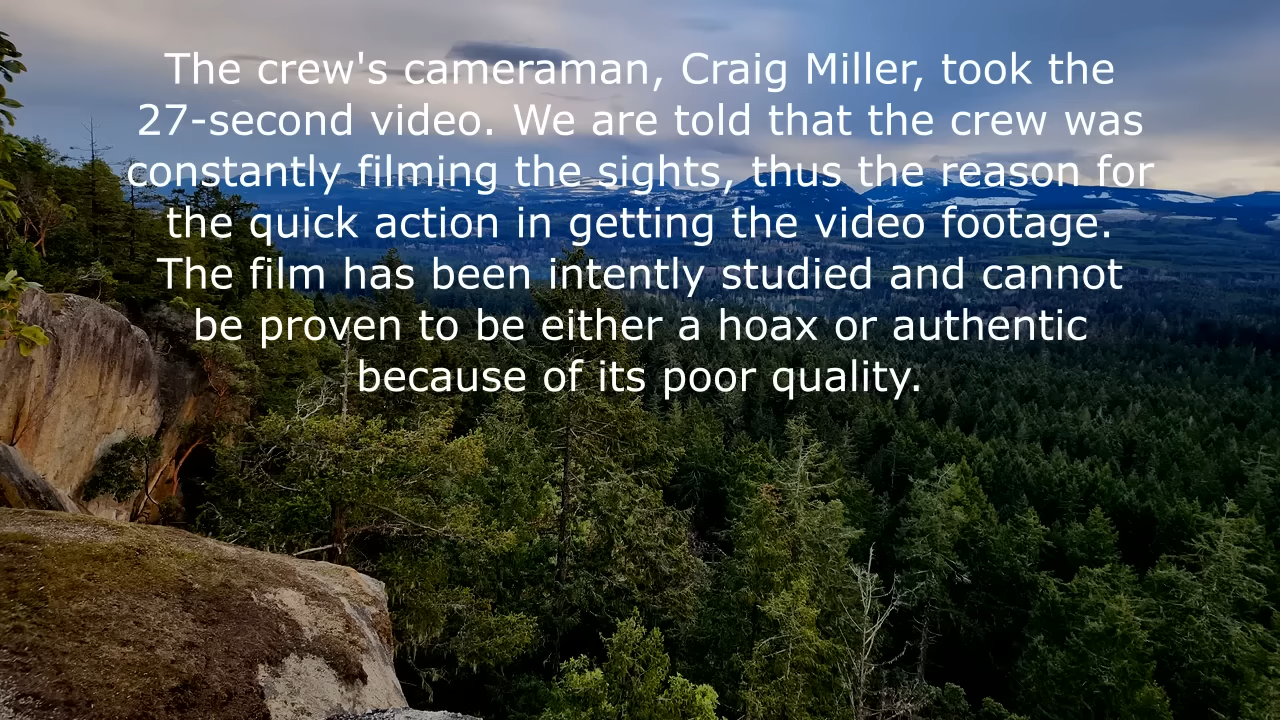 The crew's cameraman, Craig Miller, took the
27-second video. We are told that the crew was
constantly filming the sights, thus the reason for
the quick action in getting the video footage.
The film has been intently studied and cannot
be proven to be either a hoax or authentic
because of its poor quality.